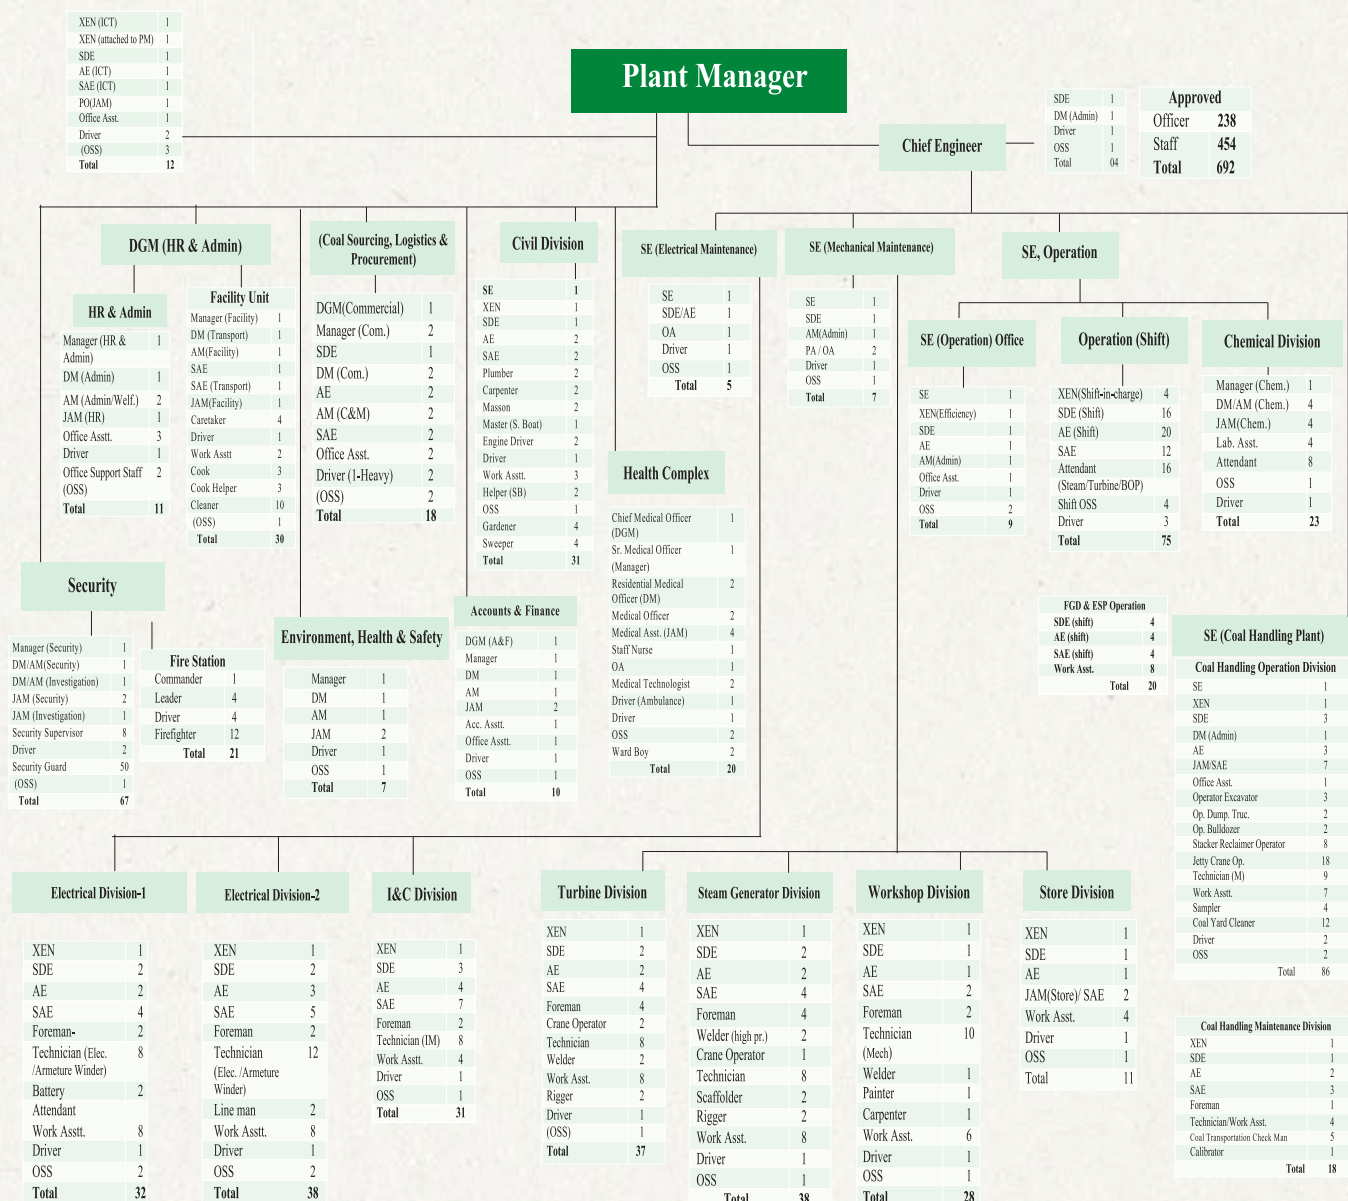 XEN (ICT) 1
XEN (attached to PM) 1
SDE 1
AE (ICT) 1
SAE (ICT) 1
PO(JAM) 1
Office Asst. 1
Driver 2
(OSS) 3
Total 12
Plant Manager
Chief Engineer
SDE 1
DM (Admin) 1
Driver 1
OSS 1
Total 04
Approved
Officer 238
Staff 454
Total 692
DGM (HR & Admin)
HR & Admin
Manager (HR & 1
Admin)
DM (Admin) 1
AM (Admin/Welf.) 2
JAM (HR) 1
Office Asstt. 3
Driver 1
Office Support Staff 2
(OSS)
Total 11
Facility Unit
Manager (Facility) 1
DM (Transport) 1
AM(Facility) 1
SAE 1
SAE (Transport) 1
JAM(Facility) 1
Caretaker 4
Driver 1
Work Asstt 2
Cook 3
Cook Helper 3
Cleaner 10
(OSS) 1
Total 30
(Coal Sourcing, Logistics &
Procurement)
DGM(Commercial) 1
Manager (Com.) 2
SDE 1
DM (Com.) 2
AE 2
AM (C&M) 2
SAE 2
Office Asst. 2
Driver (1-Heavy) 2
(OSS) 2
Total 18
Civil Division
SE 1
XEN 1
SDE 1
AE 2
SAE 2
Plumber 2
Carpenter 2
Masson 2
Master (S. Boat) 1
Engine Driver 2
Driver 1
Work Asstt. 3
Helper (SB) 2
OSS 1
Gardener 4
Sweeper 4
Total 31
SE (Electrical Maintenance)
SE 1
SDE/AE 1
OA 1
Driver 1
OSS 1
Total 5
SE (Mechanical Maintenance)
SE 1
SDE 1
AM(Admin) 1
PA / OA 2
Driver 1
OSS 1
Total 7
SE, Operation
SE (Operation) Office
SE 1
XEN(Efficiency) 1
SDE 1
AE 1
AM(Admin) 1
Office Asst. 1
Driver 1
OSS 2
Total 9
Operation (Shift)
XEN(Shift-in-charge) 4
SDE (Shift) 16
AE (Shift) 20
SAE 12
Attendant 16
(Steam/Turbine/BOP)
Shift OSS 4
Driver 3
Total 75
Chemical Division
Manager (Chem.) 1
DM/AM (Chem.) 4
JAM(Chem.) 4
Lab. Asst. 4
Attendant 8
OSS 1
Driver 1
Total 23
Health Complex
Chief Medical Officer 1
(DGM)
Sr. Medical Officer 1
(Manager)
Residential Medical 2
Officer (DM)
Medical Officer 2
Medical Asst. (JAM) 4
Staff Nurse 1
OA 1
Medical Technologist 2
Driver (Ambulance) 1
Driver 1
OSS 2
Ward Boy 2
Total 20
Security
Manager (Security) 1
DM/AM(Security) 1
DM/AM (Investigation) 1
JAM (Security) 2
JAM (Investigation) 1
Security Supervisor 8
Driver 2
Security Guard 50
(OSS) 1
Total 67
Fire Station
Commander 1
Leader 4
Driver 4
Firefighter 12
Total 21
Environment, Health & Safety
Manager 1
DM 1
AM 1
JAM 2
Driver 1
OSS 1
Total 7
Accounts & Finance
DGM (A&F) 1
Manager 1
DM 1
AM 1
JAM 2
Acc. Asstt. 1
Office Asstt. 1
Driver 1
OSS 1
Total 10
FGD & ESP Operation
SDE (shift) 4
AE (shift) 4
SAE (shift) 4
Work Asst. 8
Total 20
SE (Coal Handling Plant)
Coal Handling Operation Division
SE 1
XEN 1
SDE 3
DM (Admin) 1
AE 3
JAM/SAE 7
Office Asst. 1
Operator Excavator 3
Op. Dump. Truc. 2
Op. Bulldozer 2
Stacker Reclaimer Operator 8
Jetty Crane Op. 18
Technician (M) 9
Work Asstt. 7
Sampler 4
Coal Yard Cleaner 12
Driver 2
OSS 2
Total 86
Coal Handling Maintenance Division
XEN 1
SDE 1
AE 2
SAE 3
Foreman 1
Technician/Work Asst. 4
Coal Transportation Check Man 5
Calibrator 1
Total 18
Electrical Division-1
XEN 1
SDE 2
AE 2
SAE 4
Foreman- 2
Technician (Elec. 8
/Armeture Winder)
Battery 2
Attendant
Work Asstt. 8
Driver 1
OSS 2
Total 32
Electrical Division-2
XEN 1
SDE 2
AE 3
SAE 5
Foreman 2
Technician 12
(Elec. /Armeture
Winder)
Line man 2
Work Asstt. 8
Driver 1
OSS 2
Total 38
I&C Division
XEN 1
SDE 3
AE 4
SAE 7
Foreman 2
Technician (IM) 8
Work Asstt. 4
Driver 1
OSS 1
Total 31
Turbine Division
XEN 1
SDE 2
AE 2
SAE 4
Foreman 4
Crane Operator 2
Technician 8
Welder 2
Work Asst. 8
Rigger 2
Driver 1
(OSS) 1
Total 37
Steam Generator Division
XEN 1
SDE 2
AE 2
SAE 4
Foreman 4
Welder (high pr.) 2
Crane Operator 1
Technician 8
Scaffolder 2
Rigger 2
Work Asst. 8
Driver 1
OSS 1
Total 38
Workshop Division
XEN 1
SDE 1
AE 1
SAE 2
Foreman 2
Technician 10
(Mech)
Welder 1
Painter 1
Carpenter 1
Work Asst. 6
Driver 1
OSS 1
Total 28
Store Division
XEN 1
SDE 1
AE 1
JAM(Store)/ SAE 2
Work Asst. 4
Driver 1
OSS 1
Total 11